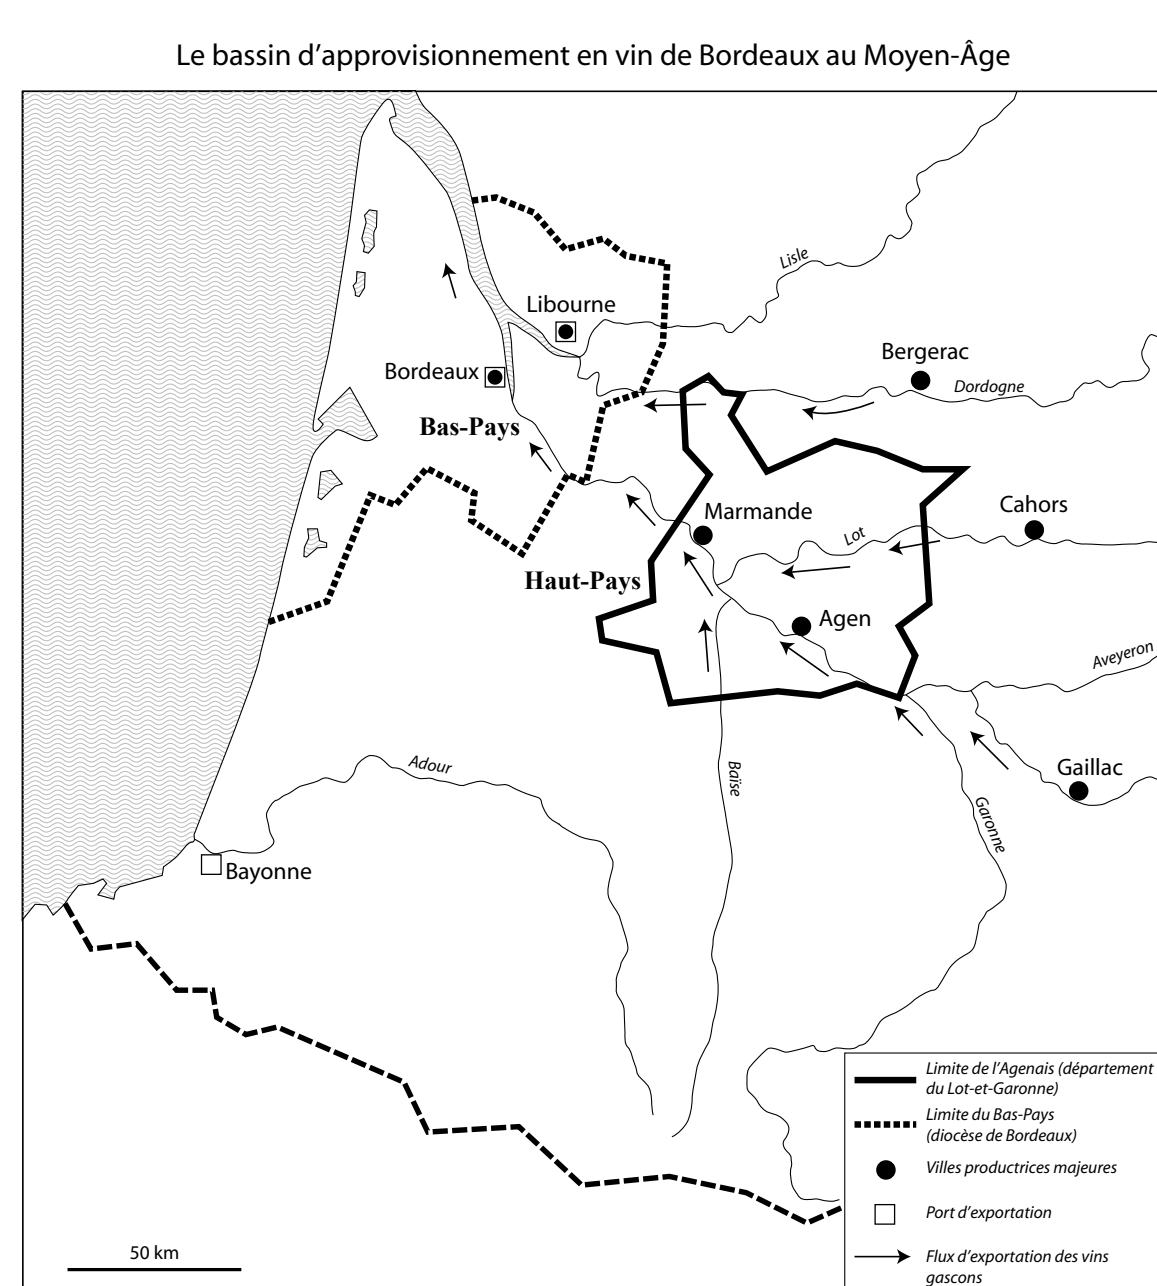 Le bassin d'approvisionnement en vin de Bordeaux au Moyen-Âge
Lisle
Libourne
Bergerac
Bordeaux
Dordogne
Bas-Pays
Cahors
Marmande
Lot
Haut-Pays
Agen
Aveyron
Adour
Baïse
Gaillac
Garonne
Bayonne
Limite de l'Agenais (département
du Lot-et-Garonne)
Limite du Bas-Pays
(diocèse de Bordeaux)
Villes productrices majeures
Port d'exportation
Flux d'exportation des vins
gascons
50 km